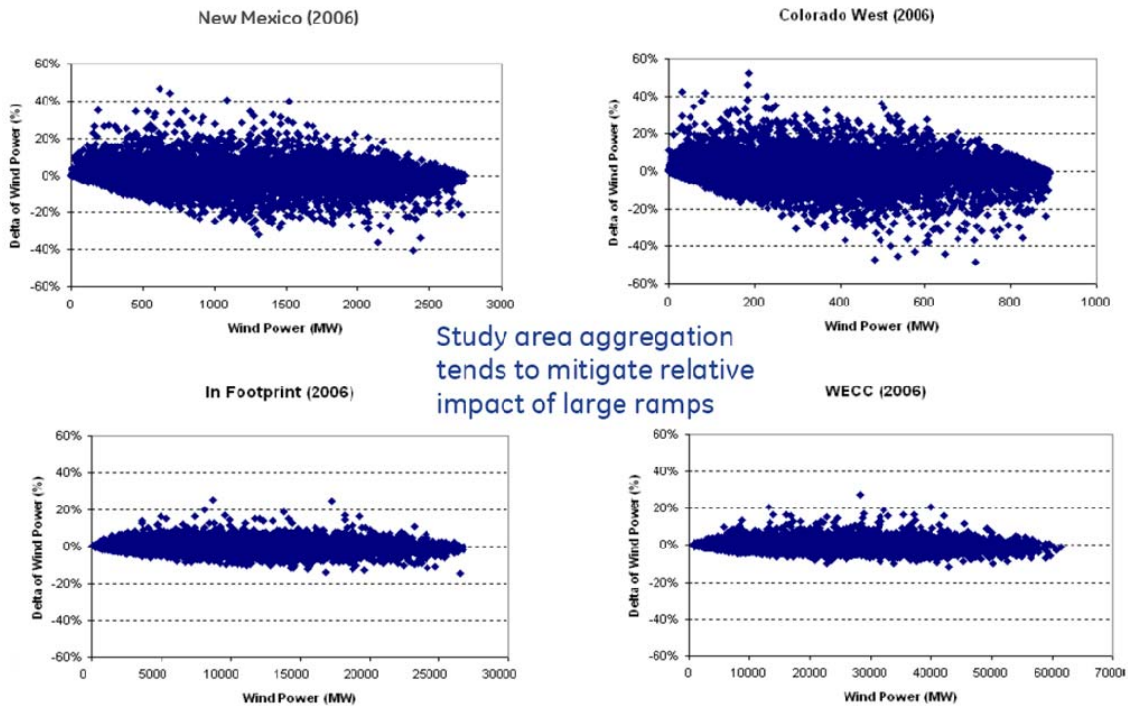 New Mexico (2006)
60%
40%
20%
0%
-20%
-40%
-60%
Delta of Wind Power (%)
0 500 1000 1500 2000 2500 3000
Wind Power (MW)
Colorado West (2006)
60%
40%
20%
0%
-20%
-40%
-60%
Delta of Wind Power (%)
0 200 400 600 800 1000
Wind Power (MW)
Study area aggregation
tends to mitigate relative
impact of large ramps
In Footprint (2006)
60%
40%
20%
0%
-20%
-40%
-60%
Delta of Wind Power (%)
0 5000 10000 15000 20000 25000 30000
Wind Power (MW)
WECC (2006)
60%
40%
20%
0%
-20%
-40%
-60%
Delta of Wind Power (%)
0 10000 20000 30000 40000 50000 60000 70000
Wind Power (MW)